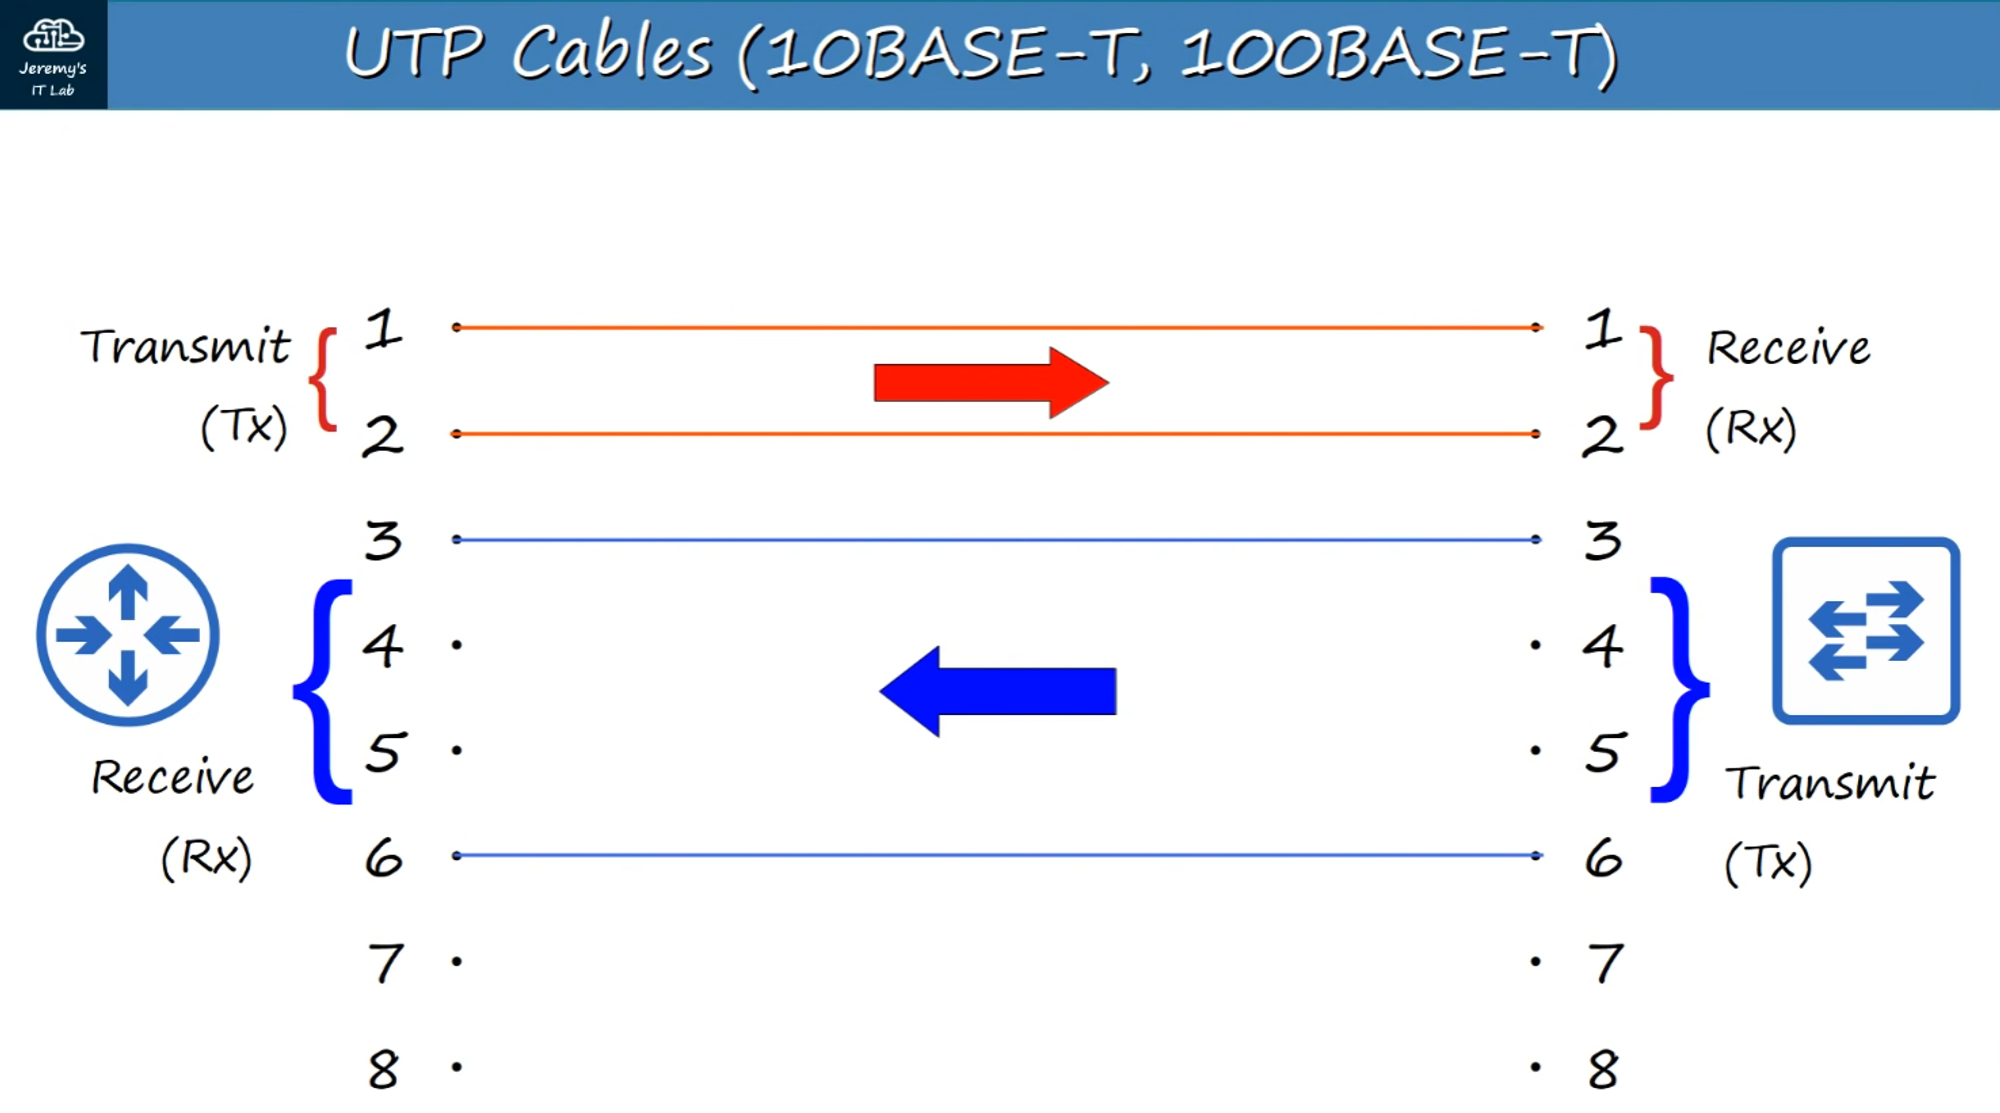 Jeremy's
IT Lab
UTP Cables (10BASE-T, 100BASE-T)
Transmit
(Tx)
1 1
2 2
Receive
(Rx)
3 3
4 4
5 5
Receive
(Rx)
Transmit
(Tx)
6 6
7 7
8 8